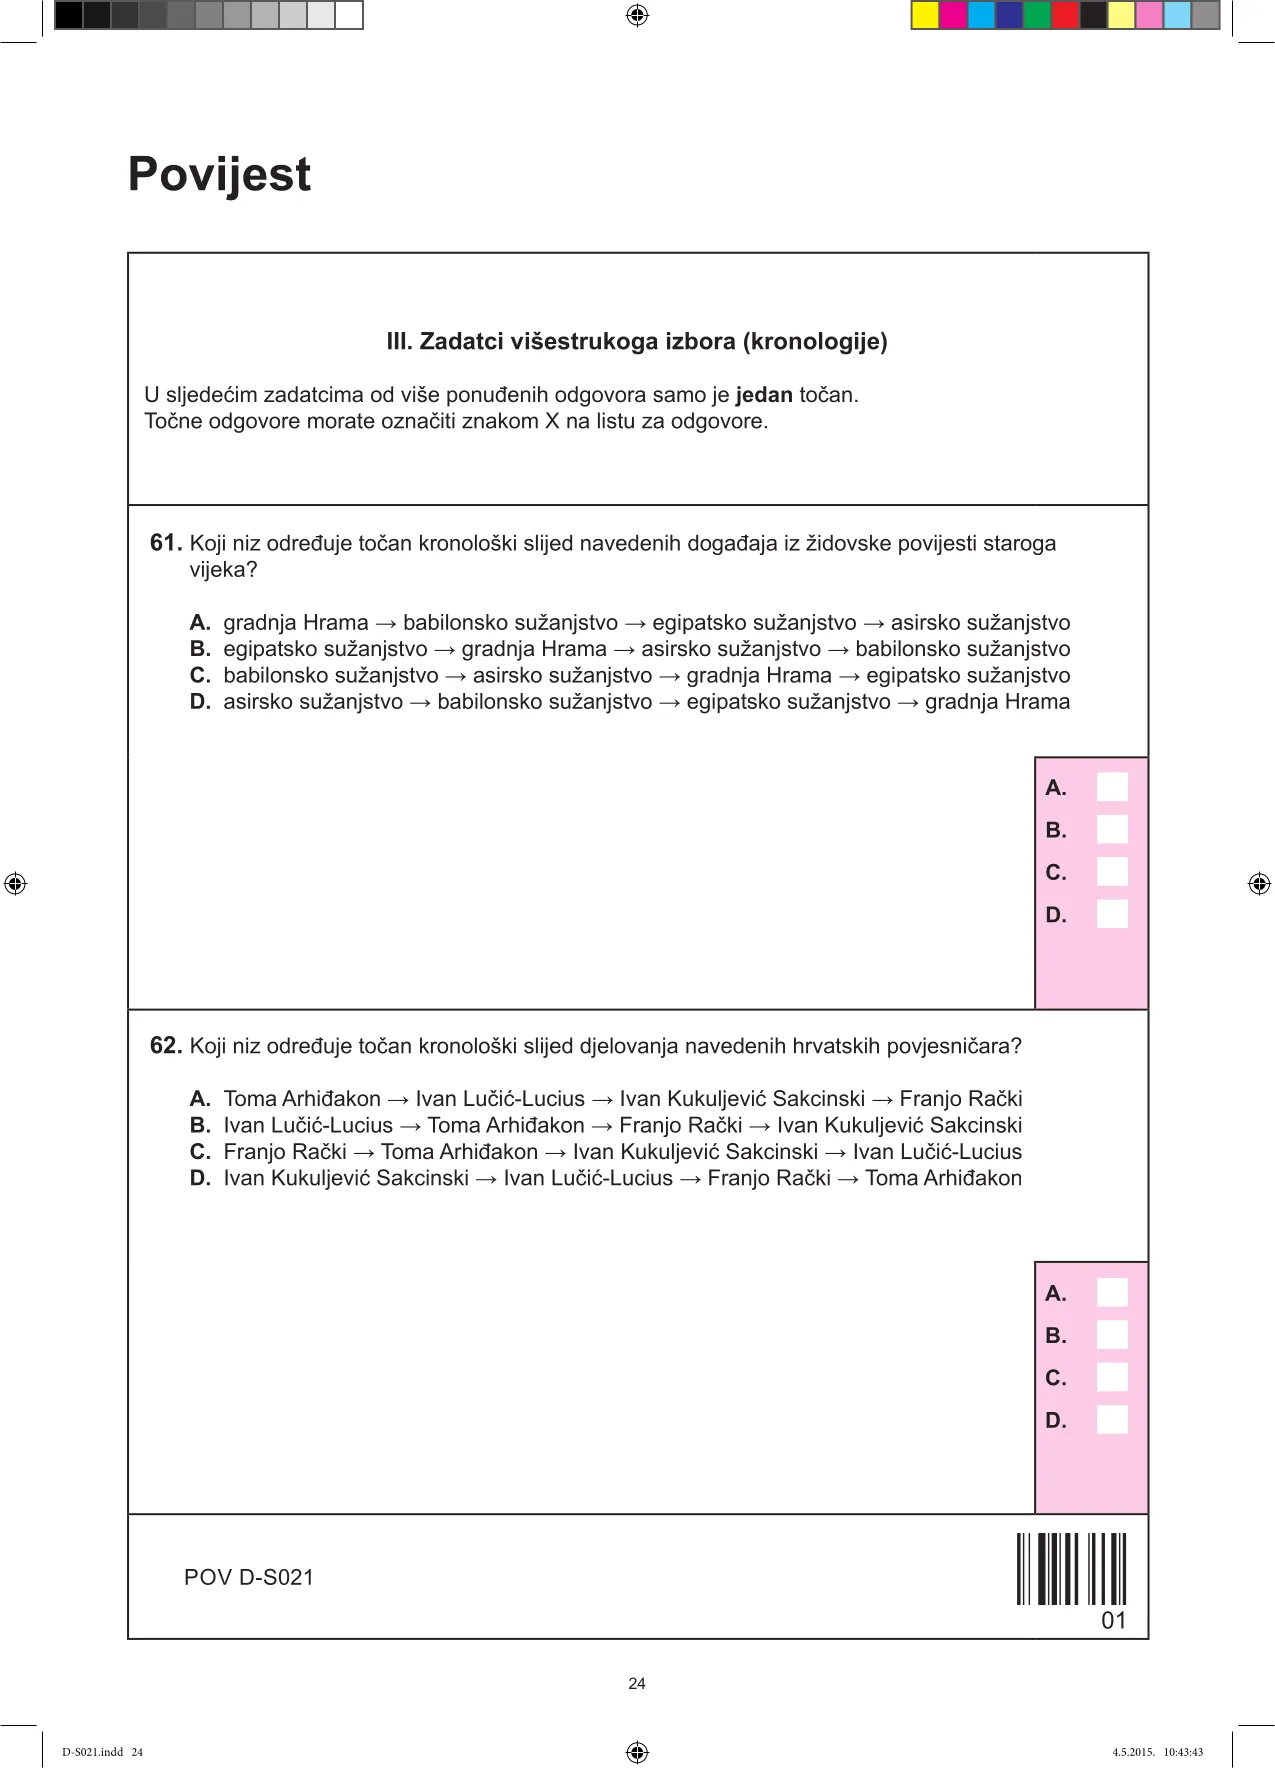 Povijest
III. Zadatci višestrukoga izbora (kronologije)
U sljedećim zadatcima od više ponuđenih odgovora samo je jedan točan.
Točne odgovore morate označiti znakom X na listu za odgovore.
61. Koji niz određuje točan kronološki slijed navedenih događaja iz židovske povijesti staroga
vijeka?
A. gradnja Hrama → babilonsko sužanjstvo → egipatsko sužanjstvo → asirsko sužanjstvo
B. egipatsko sužanjstvo → gradnja Hrama → asirsko sužanjstvo → babilonsko sužanjstvo
C. babilonsko sužanjstvo → asirsko sužanjstvo → gradnja Hrama → egipatsko sužanjstvo
D. asirsko sužanjstvo → babilonsko sužanjstvo → egipatsko sužanjstvo → gradnja Hrama
A.
B.
C.
D.
62. Koji niz određuje točan kronološki slijed djelovanja navedenih hrvatskih povjesničara?
A. Toma Arhiđakon → Ivan Lučić-Lucius → Ivan Kukuljević Sakcinski → Franjo Rački
B. Ivan Lučić-Lucius → Toma Arhiđakon → Franjo Rački → Ivan Kukuljević Sakcinski
C. Franjo Rački → Toma Arhiđakon → Ivan Kukuljević Sakcinski → Ivan Lučić-Lucius
D. Ivan Kukuljević Sakcinski → Ivan Lučić-Lucius → Franjo Rački → Toma Arhiđakon
A.
B.
C.
D.
POV D-S021
01
24
D-S021.indd 24
4.5.2015. 10:43:43